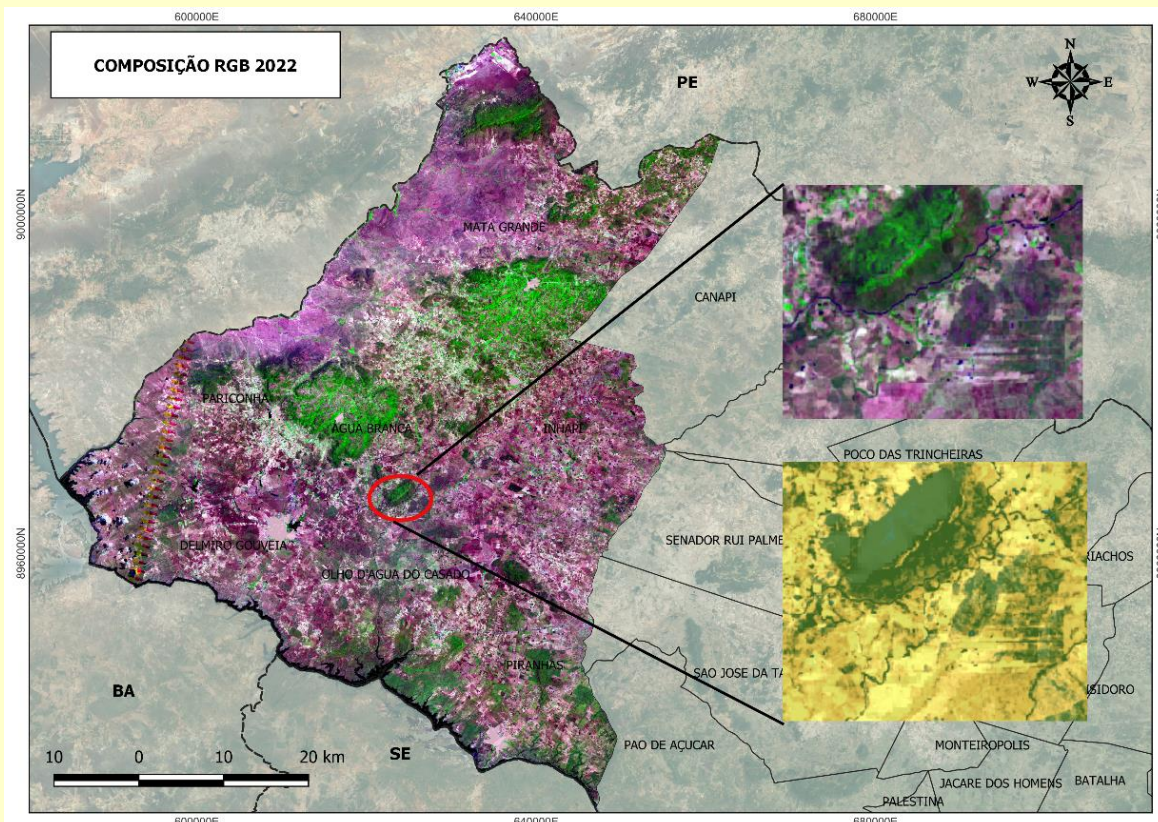 600000E 640000E 680000E
COMPOSIÇÃO RGB 2022
PE
N
W E
S
9000000N
MATA GRANDE
CANAPI
PARICONHA
AGUA BRANCA
INHAPI
POCO DAS TRINCHEIRAS
SENADOR RUI PALME
RIACHOS
DELMIRO GOUVEIA
8960000N
OLHO D'AGUA DO CASADO
PIRANHAS
SAO JOSE DA TA
BA
ISIDORO
SE
PAO DE AÇUCAR
MONTEIROPOLIS
10 0 10 20 km
JACARE DOS HOMENS
BATALHA
PALESTINA
600000E 640000E 680000E